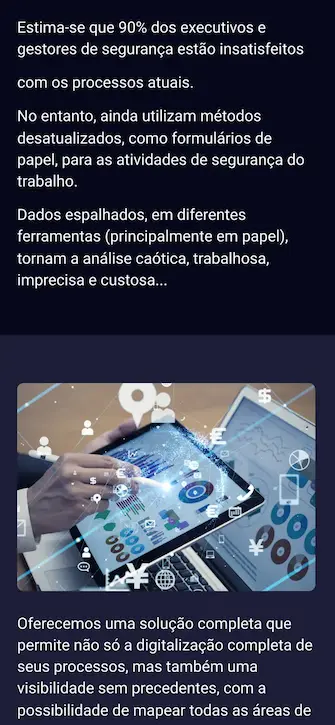 Estima-se que 90% dos executivos e
gestores de segurança estão insatisfeitos
com os processos atuais.
No entanto, ainda utilizam métodos
desatualizados, como formulários de
papel, para as atividades de segurança do
trabalho.
Dados espalhados, em diferentes
ferramentas (principalmente em papel),
tornam a análise caótica, trabalhosa,
imprecisa e custosa...
Oferecemos uma solução completa que
permite não só a digitalização completa de
seus processos, mas também uma
visibilidade sem precedentes, com a
possibilidade de mapear todas as áreas de